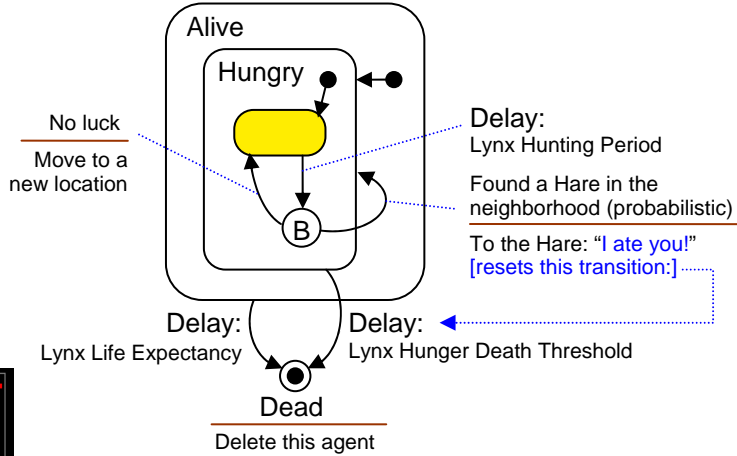 Alive
Hungry
No luck
Move to a
new location
Delay:
Lynx Hunting Period
Found a Hare in the
neighborhood (probabilistic)
B
To the Hare: “I ate you!”
[resets this transition:]
Delay:
Lynx Life Expectancy
Delay:
Lynx Hunger Death Threshold
Dead
Delete this agent